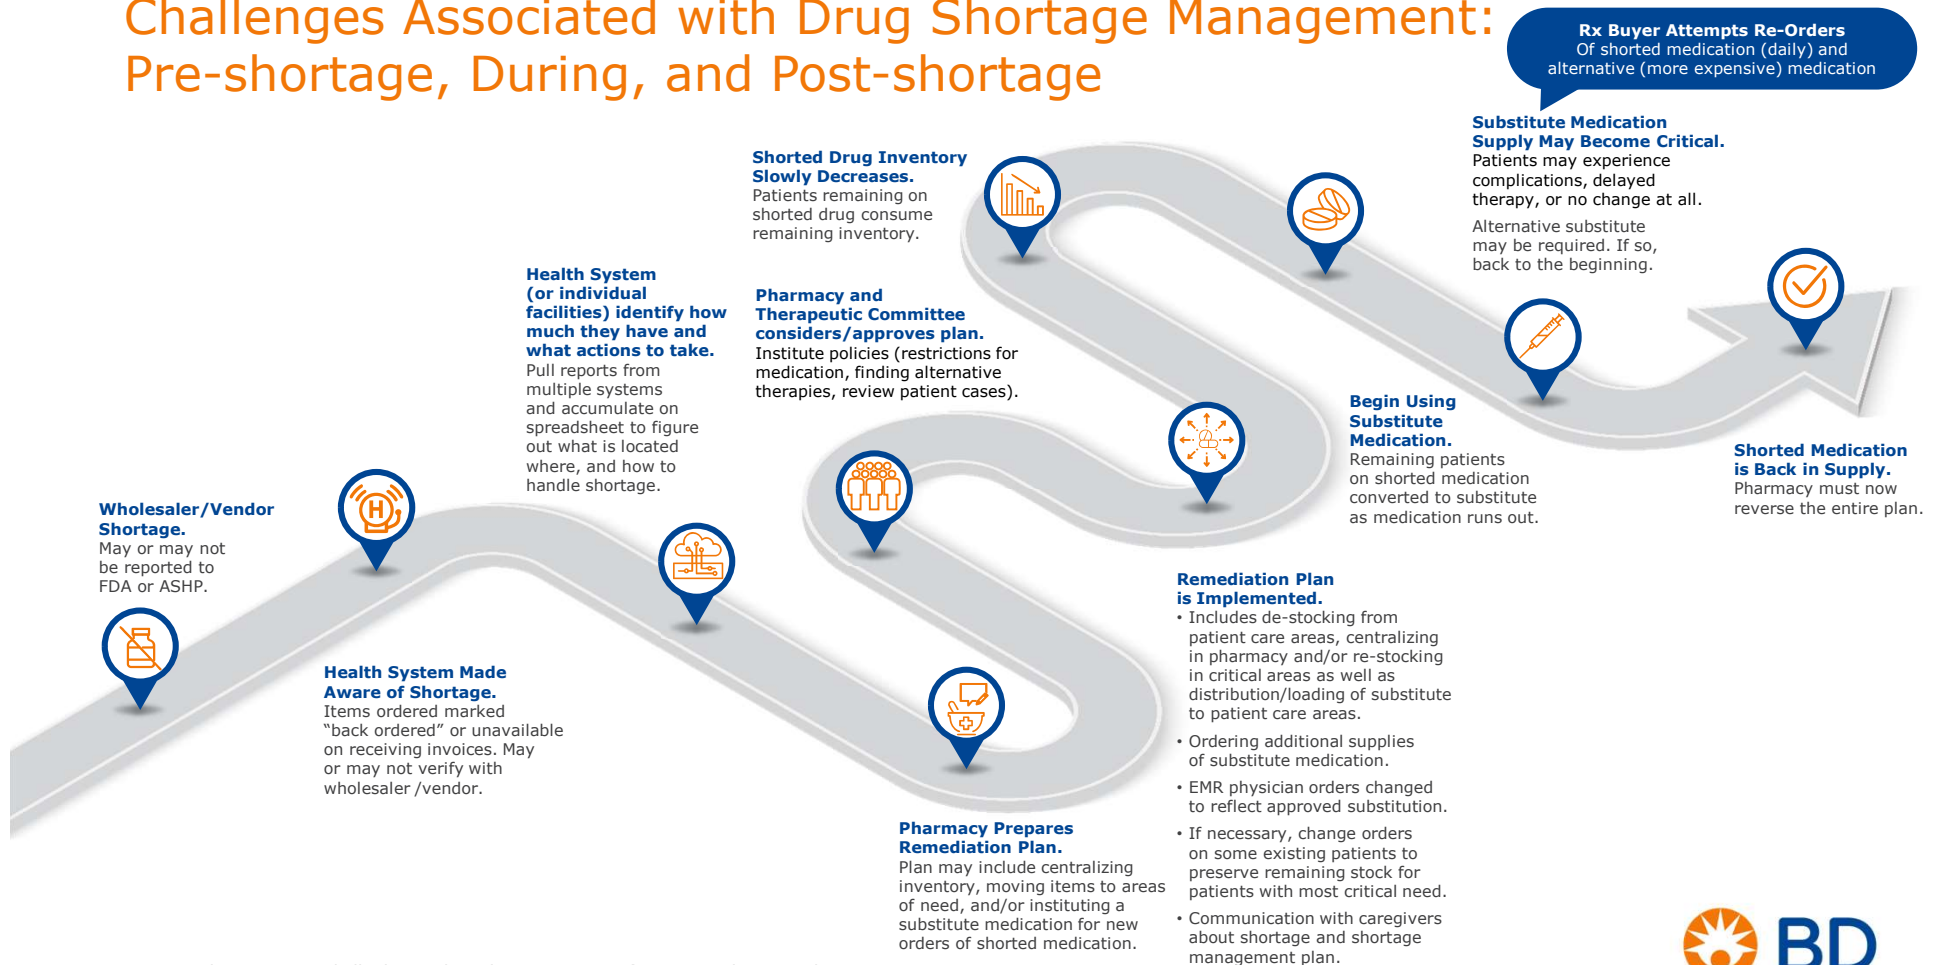 Challenges Associated with Drug Shortage Management:
Pre-shortage, During, and Post-shortage
Rx Buyer Attempts Re-Orders
Of shorted medication (daily) and
alternative (more expensive) medication
Wholesaler/Vendor
Shortage.
May or may not
be reported to
FDA or ASHP.
H
Health System Made
Aware of Shortage.
Items ordered marked
“back ordered” or unavailable
on receiving invoices. May
or may not verify with
wholesaler /vendor.
Health System
(or individual
facilities) identify how
much they have and
what actions to take.
Pull reports from
multiple systems
and accumulate on
spreadsheet to figure
out what is located
where, and how to
handle shortage.
Pharmacy Prepares
Remediation Plan.
Plan may include centralizing
inventory, moving items to areas
of need, and/or instituting a
substitute medication for new
orders of shorted medication.
Pharmacy and
Therapeutic Committee
considers/approves plan.
Institute policies (restrictions for
medication, finding alternative
therapies, review patient cases).
Remediation Plan
is Implemented.
• Includes de-stocking from
patient care areas, centralizing
in pharmacy and/or re-stocking
in critical areas as well as
distribution/loading of substitute
to patient care areas.
• Ordering additional supplies
of substitute medication.
• EMR physician orders changed
to reflect approved substitution.
• If necessary, change orders
on some existing patients to
preserve remaining stock for
patients with most critical need.
• Communication with caregivers
about shortage and shortage
management plan.
Shorted Drug Inventory
Slowly Decreases.
Patients remaining on
shorted drug consume
remaining inventory.
Begin Using
Substitute
Medication.
Remaining patients
on shorted medication
converted to substitute
as medication runs out.
Substitute Medication
Supply May Become Critical.
Patients may experience
complications, delayed
therapy, or no change at all.
Alternative substitute
may be required. If so,
back to the beginning.
Shorted Medication
is Back in Supply.
Pharmacy must now
reverse the entire plan.
BD